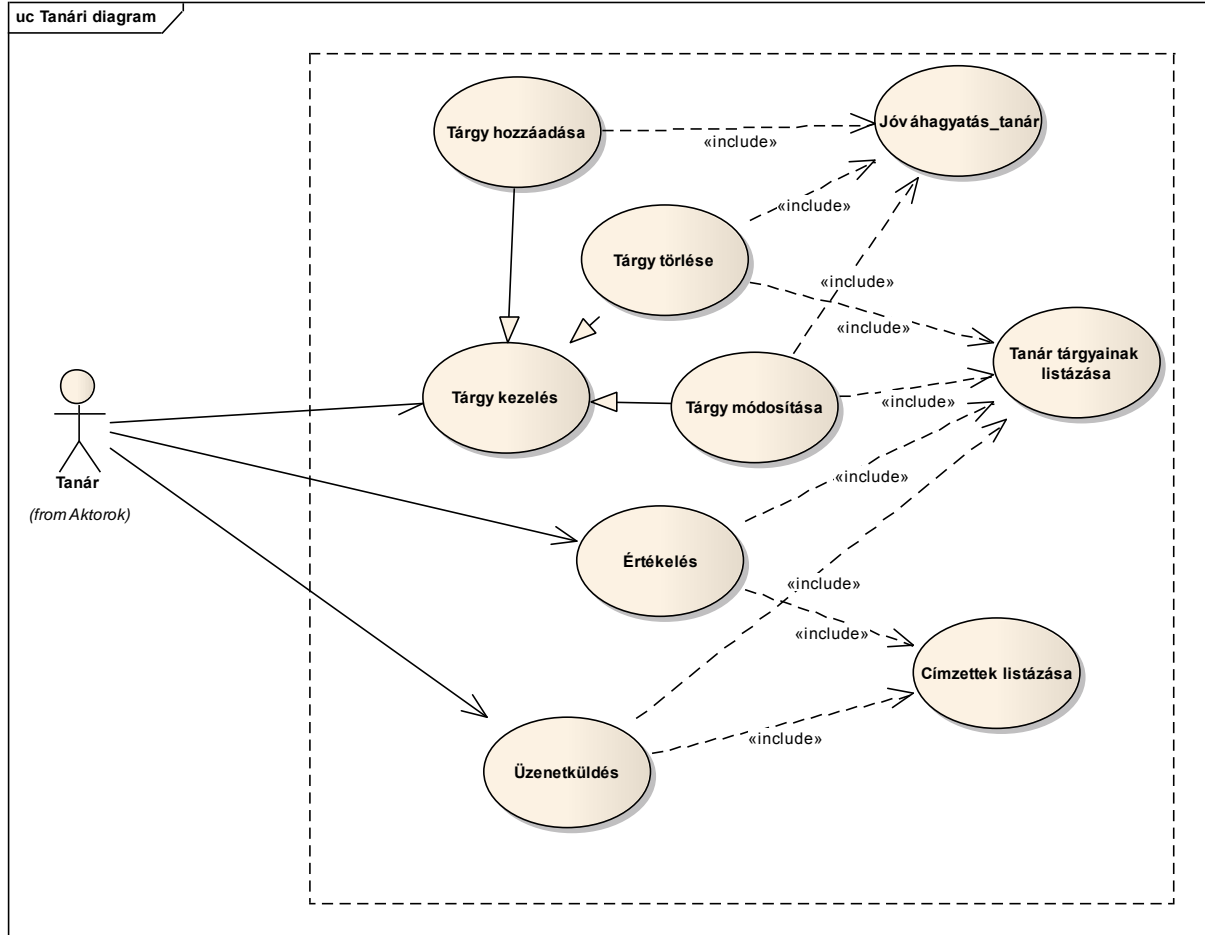 uc Tanári diagram
Tárgy hozzáadása
Jóváhagyatás_tanár
«include»
Tárgy törlése
«include»
«include»
«include»
Tanár tárgyainak
listázása
Tárgy kezelés
Tárgy módosítása
«include»
Tanár
(from Aktorok)
«include»
Értékelés
«include»
«include»
Címzettek listázása
«include»
Üzenetküldés